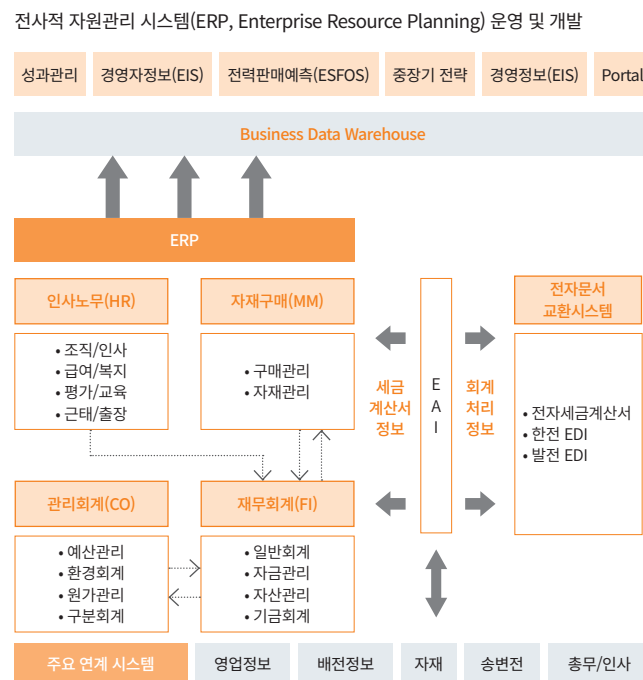 전사적 자원관리 시스템(ERP, Enterprise Resource Planning) 운영 및 개발
성과관리
경영자정보(EIS)
전력판매예측(ESFOS)
중장기 전략
경영정보(EIS)
Portal
Business Data Warehouse
ERP
인사노무(HR)
• 조직/인사
• 급여/복지
• 평가/교육
• 근태/출장
자재구매(MM)
• 구매관리
• 자재관리
세금
계산서
정보
E
A
I
회계
처리
정보
전자문서
교환시스템
• 전자세금계산서
• 한전 EDI
• 발전 EDI
관리회계(CO)
• 예산관리
• 환경회계
• 원가관리
• 구분회계
재무회계(FI)
• 일반회계
• 자금관리
• 자산관리
• 기금회계
주요 연계 시스템
영업정보
배전정보
자재
송변전
총무/인사